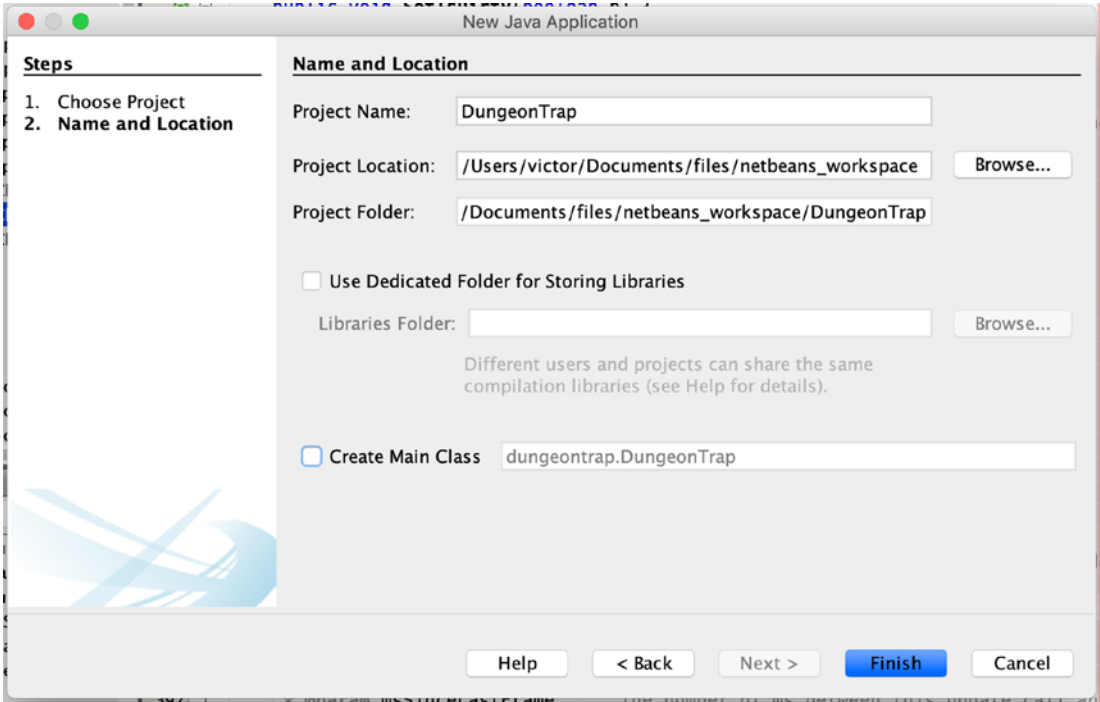 New Java Application
Steps
1. Choose Project
2. Name and Location
Name and Location
Project Name: DungeonTrap
Project Location: /Users/victor/Documents/files/netbeans_workspace Browse...
Project Folder: /Documents/files/netbeans_workspace/DungeonTrap
Use Dedicated Folder for Storing Libraries
Libraries Folder: Browse...
Different users and projects can share the same
compilation libraries (see Help for details).
Create Main Class dungeontrap.DungeonTrap
Help < Back Next > Finish Cancel